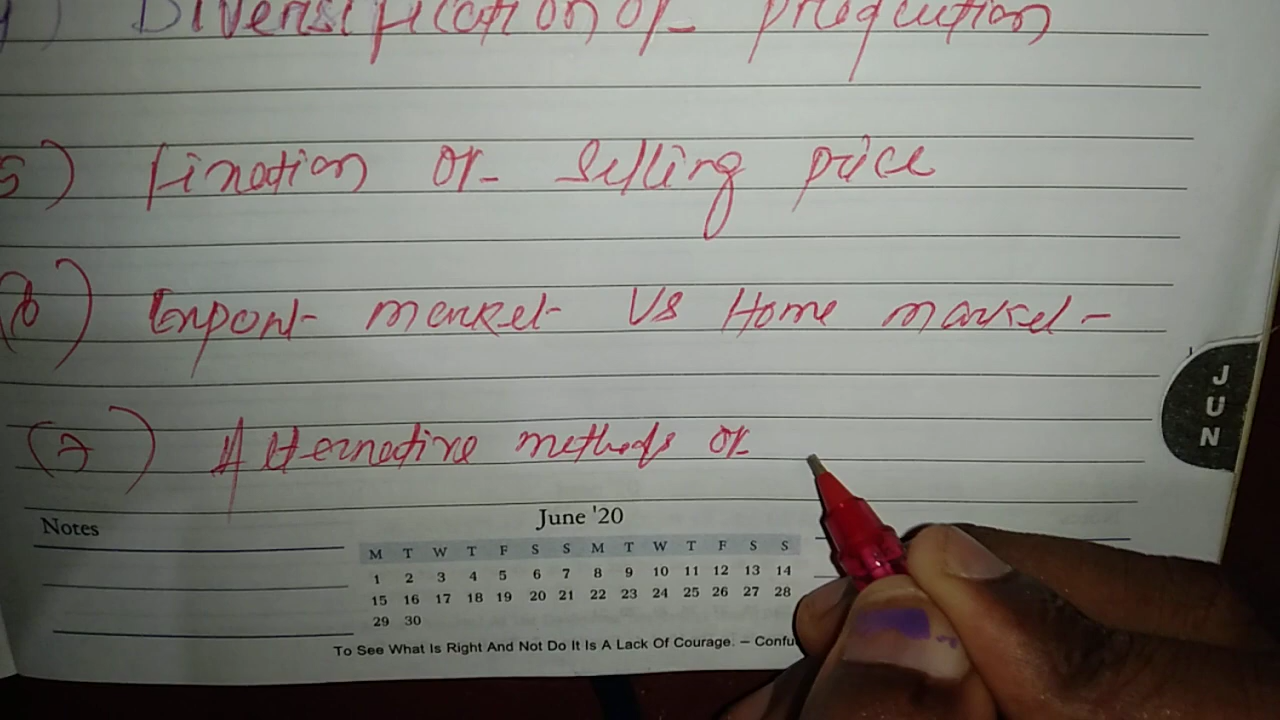 ) Diversification of production
5) Fixation of Selling price
(6) Export market Vs Home market
J
U
N
(7) Alternative methods of
Notes
June '20
M T W T F S S M T W T F S S
1 2 3 4 5 6 7 8 9 10 11 12 13 14
15 16 17 18 19 20 21 22 23 24 25 26 27 28
29 30
To See What Is Right And Not Do It Is A Lack Of Courage. – Confu